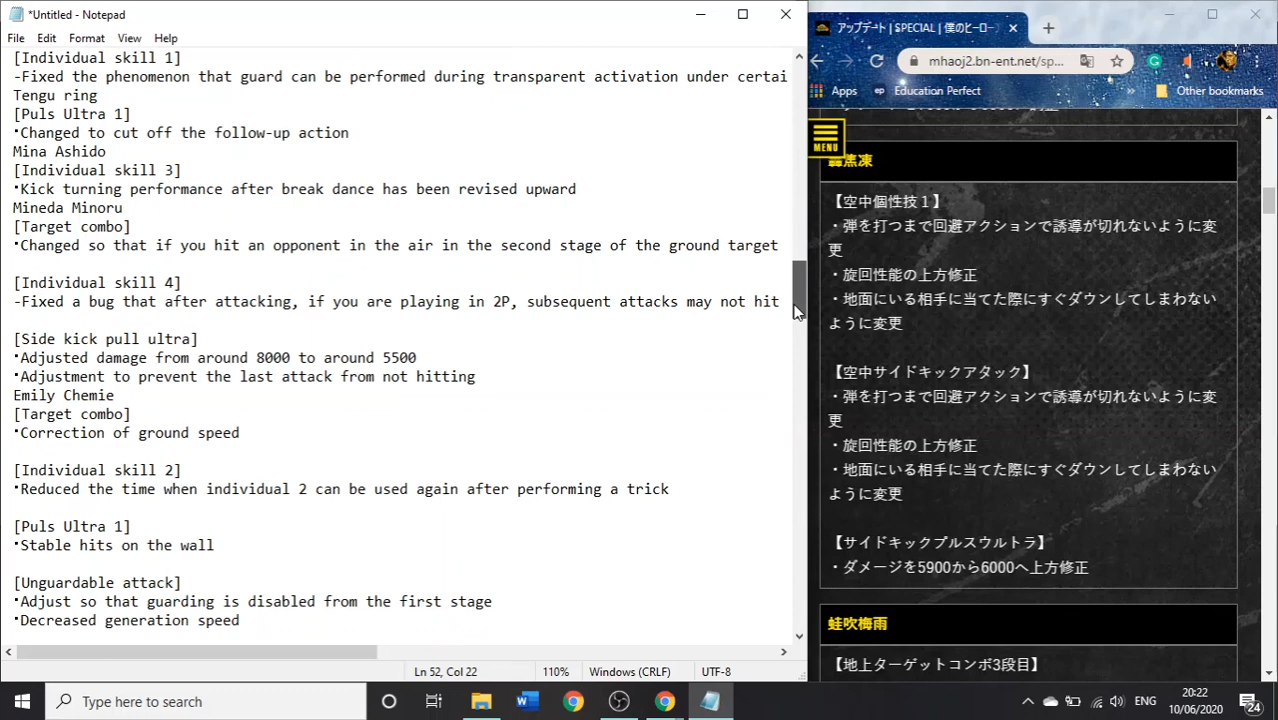 *Untitled - Notepad
File Edit Format View Help
[Individual skill 1]
-Fixed the phenomenon that guard can be performed during transparent activation under certai
Tengu ring
[Puls Ultra 1]
・Changed to cut off the follow-up action
Mina Ashido
[Individual skill 3]
・Kick turning performance after break dance has been revised upward
Mineda Minoru
[Target combo]
・Changed so that if you hit an opponent in the air in the second stage of the ground target
[Individual skill 4]
-Fixed a bug that after attacking, if you are playing in 2P, subsequent attacks may not hit
[Side kick pull ultra]
・Adjusted damage from around 8000 to around 5500
・Adjustment to prevent the last attack from not hitting
Emily Chemie
[Target combo]
・Correction of ground speed
[Individual skill 2]
・Reduced the time when individual 2 can be used again after performing a trick
[Puls Ultra 1]
・Stable hits on the wall
[Unguardable attack]
・Adjust so that guarding is disabled from the first stage
・Decreased generation speed
Ln 52, Col 22 110% Windows (CRLF) UTF-8
アップデート | SPECIAL | 僕のヒーロー
mhaoj2.bn-ent.net/sp...
Apps ep Education Perfect » Other bookmarks
MENU
轟焦凍
【空中個性技１】
・弾を打つまで回避アクションで誘導が切れないように変
更
・旋回性能の上方修正
・地面にいる相手に当てた際にすぐダウンしてしまわない
ように変更
【空中サイドキックアタック】
・弾を打つまで回避アクションで誘導が切れないように変
更
・旋回性能の上方修正
・地面にいる相手に当てた際にすぐダウンしてしまわない
ように変更
【サイドキックプルスウルトラ】
・ダメージを5900から6000へ上方修正
蛙吹梅雨
【地上ターゲットコンボ3段目】
Type here to search
ENG
20:22
10/06/2020
24